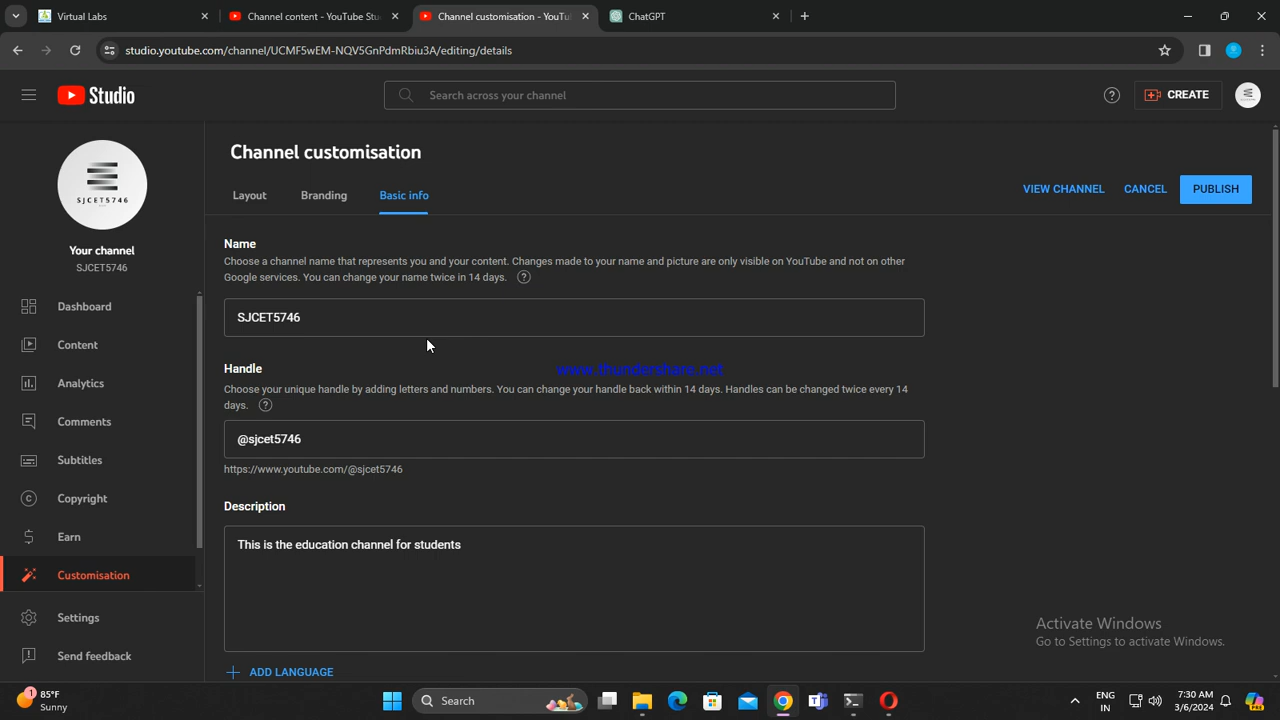 Virtual Labs
Channel content - YouTube Stu
Channel customisation - YouTu
ChatGPT
studio.youtube.com/channel/UCMF5wEM-NQV5GnPdmRbiu3A/editing/details
Studio
Search across your channel
CREATE
SJCET5746
Your channel
SJCET5746
Dashboard
Content
Analytics
Comments
Subtitles
Copyright
Earn
Customisation
Settings
Send feedback
Channel customisation
Layout
Branding
Basic info
VIEW CHANNEL
CANCEL
PUBLISH
Name
Choose a channel name that represents you and your content. Changes made to your name and picture are only visible on YouTube and not on other
Google services. You can change your name twice in 14 days.
SJCET5746
Handle
www.thundershare.net
Choose your unique handle by adding letters and numbers. You can change your handle back within 14 days. Handles can be changed twice every 14
days.
@sjcet5746
https://www.youtube.com/@sjcet5746
Description
This is the education channel for students
ADD LANGUAGE
Activate Windows
Go to Settings to activate Windows.
1
85°F
Sunny
Search
ENG
IN
7:30 AM
3/6/2024
PRE